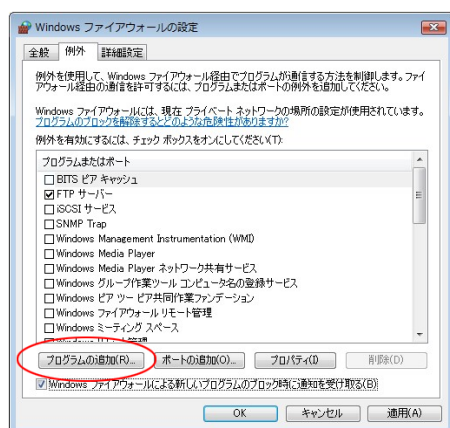 Windows ファイアウォールの設定
全般 例外 詳細設定
例外を使用して、Windows ファイアウォール経由でプログラムが通信する方法を制御します。ファイ
アウォール経由の通信を許可するには、プログラムまたはポートの例外を追加してください。
Windows ファイアウォールには、現在 プライベート ネットワークの場所の設定が使用されています。
プログラムのブロックを解除するとどのような危険性がありますか?
例外を有効にするには、チェック ボックスをオンにしてください(T):
プログラムまたはポート
BITS ピア キャッシュ
FTP サーバー
iSCSI サービス
SNMP Trap
Windows Management Instrumentation (WMI)
Windows Media Player
Windows Media Player ネットワーク共有サービス
Windows グループ作業ツール コンピュータ名の登録サービス
Windows ピア ツー ピア共同作業ファンデーション
Windows ファイアウォール リモート管理
Windows ミーティング スペース
Windows リモート管理
プログラムの追加(R)... ポートの追加(O)... プロパティ(I) 削除(D)
Windows ファイアウォールによる新しいプログラムのブロック時に通知を受け取る(B)
OK キャンセル 適用(A)